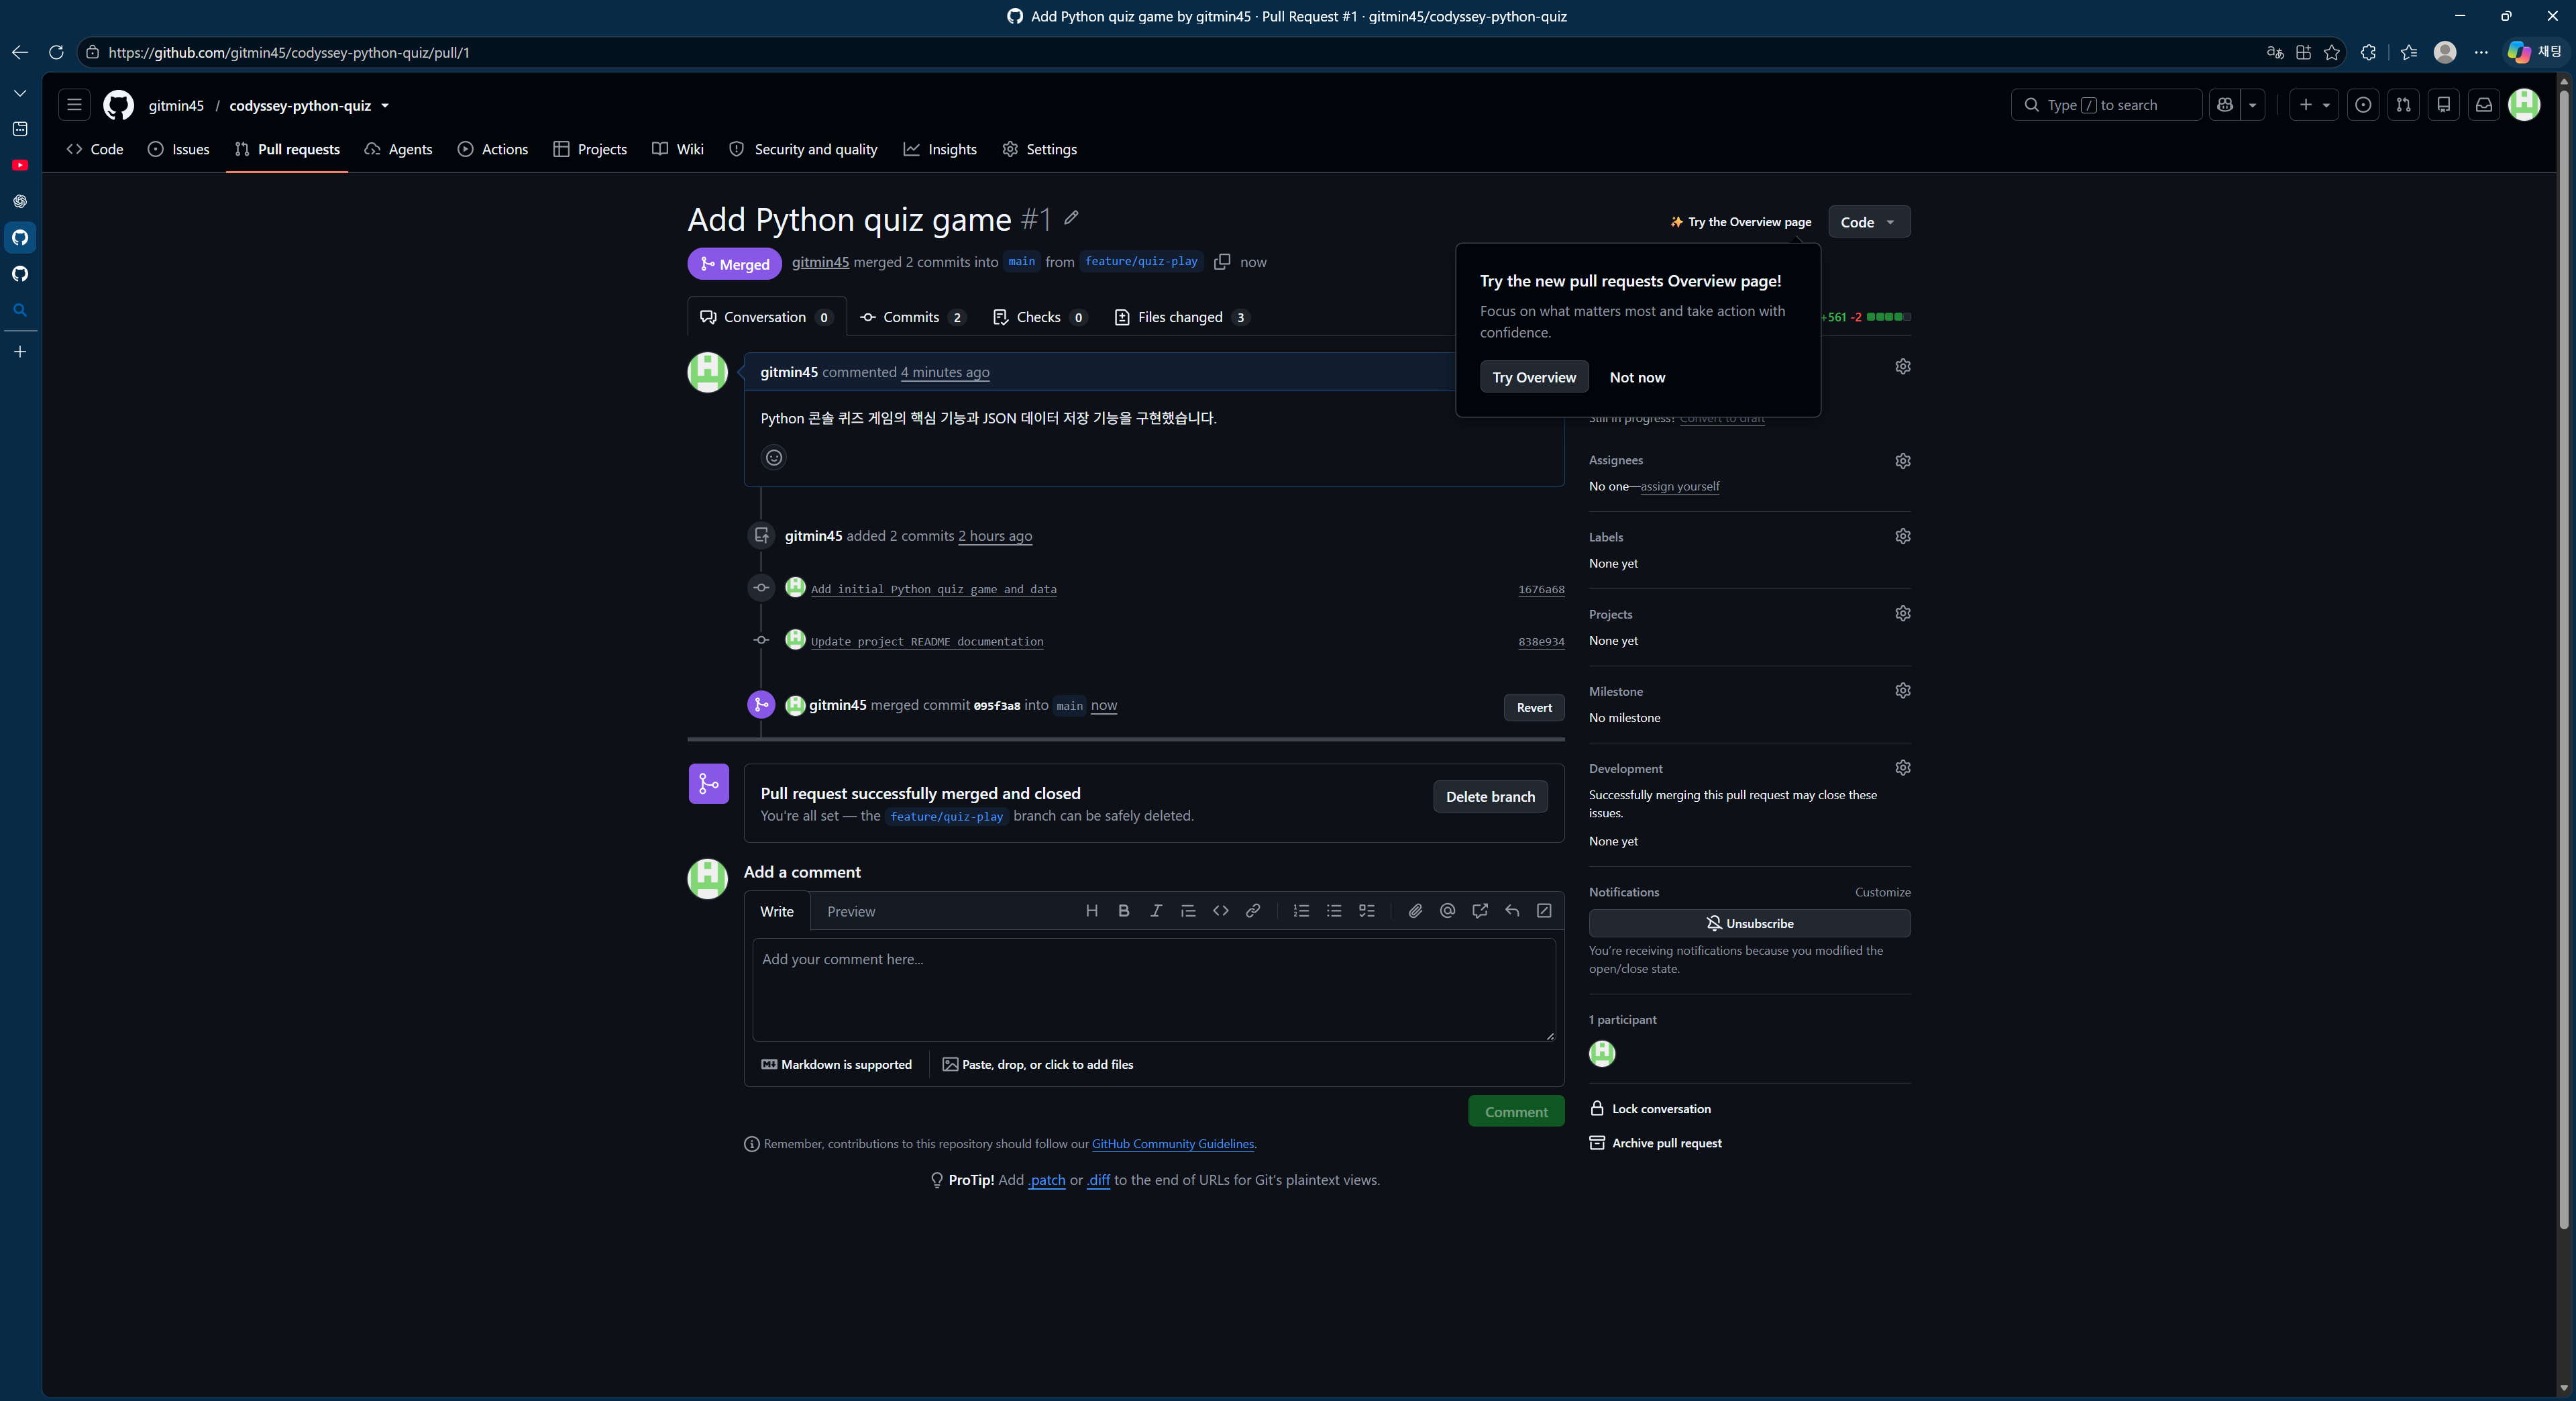 Add Python quiz game by gitmin45 · Pull Request #1 · gitmin45/codyssey-python-quiz
https://github.com/gitmin45/codyssey-python-quiz/pull/1
채팅
gitmin45 / codyssey-python-quiz
Type / to search
Code
Issues
Pull requests
Agents
Actions
Projects
Wiki
Security and quality
Insights
Settings
Add Python quiz game #1
Try the Overview page
Code
Merged
gitmin45 merged 2 commits into main from feature/quiz-play now
Try the new pull requests Overview page!
Focus on what matters most and take action with
confidence.
Try Overview
Not now
Conversation 0
Commits 2
Checks 0
Files changed 3
+561 -2
gitmin45 commented 4 minutes ago
Python 콘솔 퀴즈 게임의 핵심 기능과 JSON 데이터 저장 기능을 구현했습니다.
Still in progress? Convert to draft
gitmin45 added 2 commits 2 hours ago
Add initial Python quiz game and data
1676a68
Update project README documentation
838e934
gitmin45 merged commit 095f3a8 into main now
Revert
Pull request successfully merged and closed
You're all set — the feature/quiz-play branch can be safely deleted.
Delete branch
Add a comment
Write
Preview
Add your comment here...
Markdown is supported
Paste, drop, or click to add files
Comment
Remember, contributions to this repository should follow our GitHub Community Guidelines.
ProTip! Add .patch or .diff to the end of URLs for Git's plaintext views.
Assignees
No one—assign yourself
Labels
None yet
Projects
None yet
Milestone
No milestone
Development
Successfully merging this pull request may close these
issues.
None yet
Notifications
Customize
Unsubscribe
You're receiving notifications because you modified the
open/close state.
1 participant
Lock conversation
Archive pull request